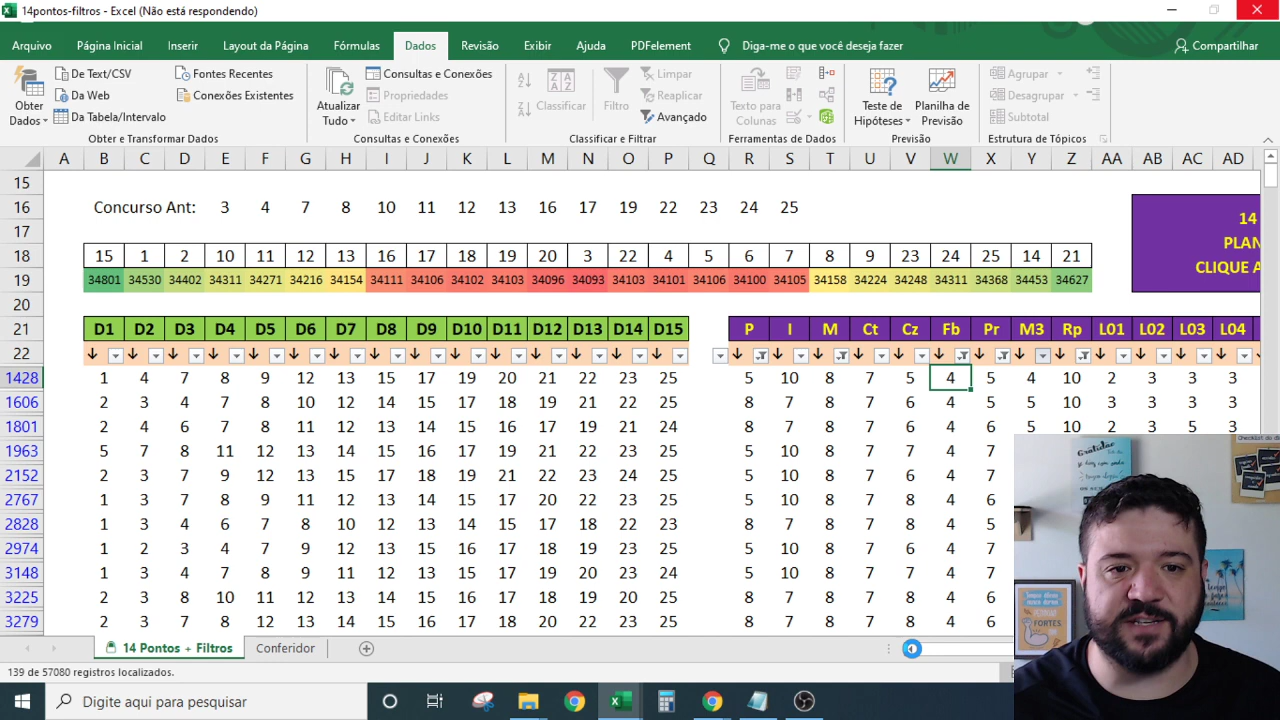 14pontos-filtros - Excel (Não está respondendo)
Arquivo Página Inicial Inserir Layout da Página Fórmulas Dados Revisão Exibir Ajuda PDFelement Diga-me o que você deseja fazer Compartilhar
Obter Dados
De Text/CSV
Da Web
Da Tabela/Intervalo
Fontes Recentes
Conexões Existentes
Obter e Transformar Dados
Atualizar Tudo
Consultas e Conexões
Propriedades
Editar Links
Consultas e Conexões
Classificar
Filtro
Limpar
Reaplicar
Avançado
Classificar e Filtrar
Texto para Colunas
Ferramentas de Dados
Teste de Hipóteses
Planilha de Previsão
Previsão
Agrupar
Desagrupar
Subtotal
Estrutura de Tópicos
A B C D E F G H I J K L M N O P Q R S T U V W X Y Z AA AB AC AD
15
16 Concurso Ant: 3 4 7 8 10 11 12 13 16 17 19 22 23 24 25
14
17
PLAN
18 15 1 2 10 11 12 13 16 17 18 19 20 3 22 4 5 6 7 8 9 23 24 25 14 21
CLIQUE A
19 34801 34530 34402 34311 34271 34216 34154 34111 34106 34102 34103 34096 34093 34103 34101 34106 34100 34105 34158 34224 34248 34311 34368 34453 34627
20
21 D1 D2 D3 D4 D5 D6 D7 D8 D9 D10 D11 D12 D13 D14 D15 P I M Ct Cz Fb Pr M3 Rp L01 L02 L03 L04
22
1428 1 4 7 8 9 12 13 15 17 19 20 21 22 23 25 5 10 8 7 5 4 5 4 10 2 3 3 3
1606 2 3 4 7 8 10 12 14 15 17 18 19 21 22 25 8 7 8 7 6 4 5 5 10 3 3 3 3
1801 2 4 6 7 8 11 12 13 14 15 16 17 19 21 24 8 7 8 7 6 4 6 5 10 2 3 5 3
1963 5 7 8 11 12 13 14 15 16 17 18 19 20 22 25 5 10 8 7 8 4 7
2152 2 3 7 9 12 13 15 17 18 19 21 22 23 24 25 5 10 8 7 6 4 7
2767 1 3 7 8 9 11 12 13 14 15 17 20 22 23 25 5 10 8 7 8 4 6
2828 1 3 4 6 7 8 10 12 13 14 15 17 18 22 23 8 7 8 7 8 4 5
2974 1 2 3 4 7 9 12 13 15 16 17 18 19 23 25 5 10 8 7 6 4 7
3148 1 3 4 7 8 9 11 12 13 15 17 19 20 23 24 5 10 8 7 7 4 7
3225 2 3 8 10 11 12 13 15 16 17 18 19 20 23 25 8 7 8 8 8 4 6
3279 2 3 7 8 12 13 14 15 16 17 18 19 20 22 24 8 7 8 8 8 4 6
14 Pontos + Filtros Conferidor
139 de 57080 registros localizados.
Digite aqui para pesquisar
Gratidão
Checklist do di
FORTES